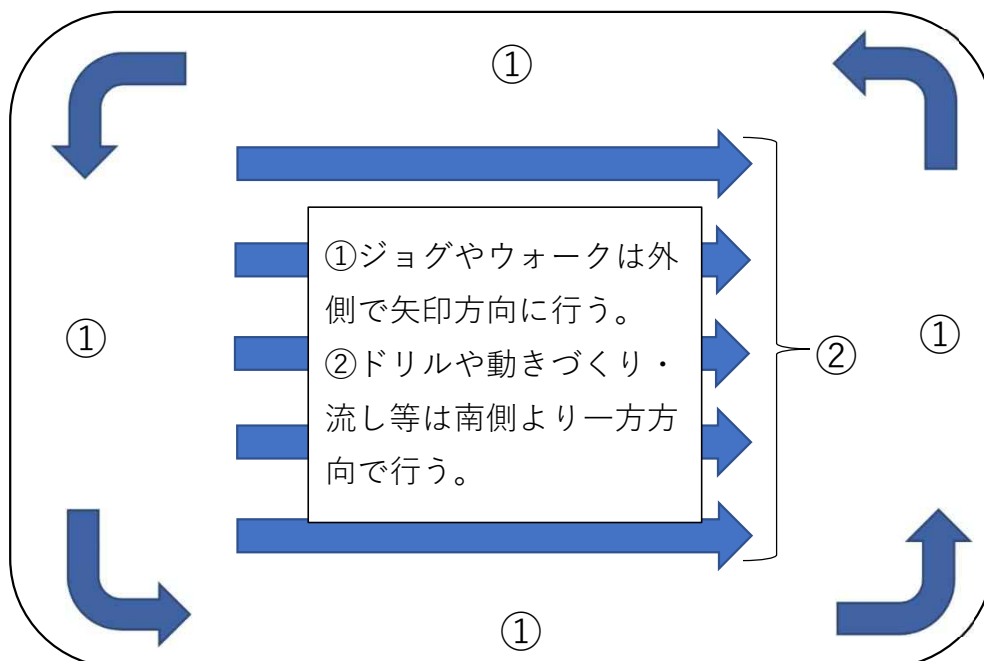 ①
①ジョグやウォークは外
側で矢印方向に行う。
②ドリルや動きづくり・
流し等は南側より一方方
向で行う。
①
②
①
①